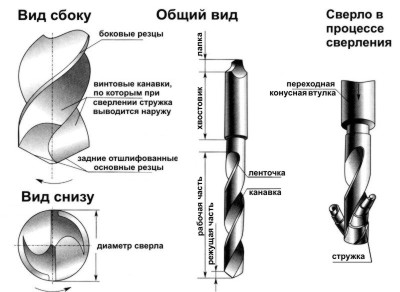 Вид сбоку
боковые резцы
винтовые канавки,
по которым при
сверлении стружка
выводится наружу
задние отшлифованные
основные резцы
Вид снизу
диаметр сверла
Общий вид
лапка
хвостовик
рабочая часть
режущая часть
ленточка
канавка
Сверло в
процессе
сверления
переходная
конусная втулка
стружка